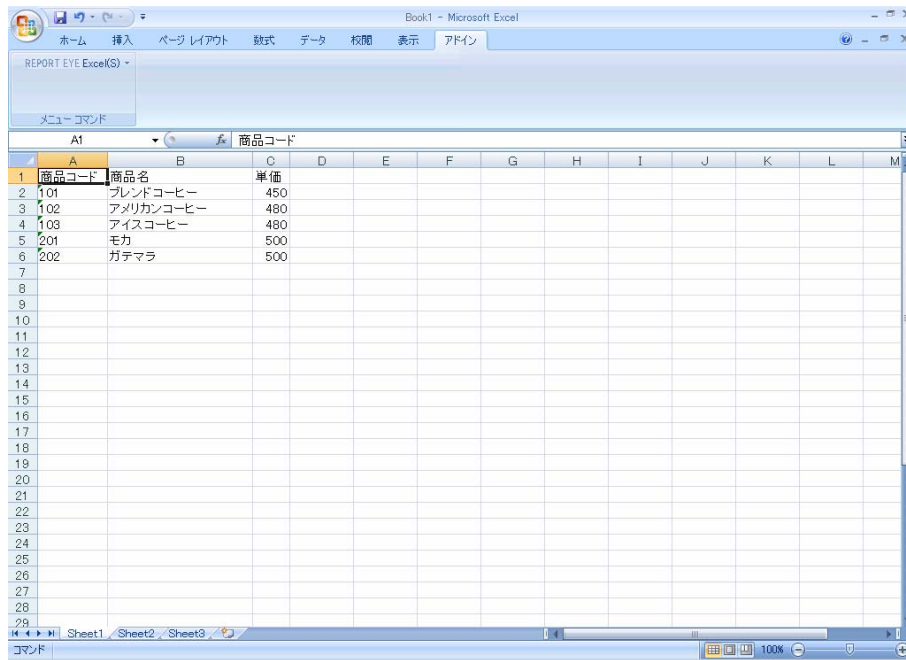 Book1 - Microsoft Excel
ホーム 挿入 ページ レイアウト 数式 データ 校閲 表示 アドイン
REPORT EYE Excel(S)
メニュー コマンド
A1 fx 商品コード
A B C D E F G H I J K L M
1 商品コード 商品名 単価
2 101 ブレンドコーヒー 450
3 102 アメリカンコーヒー 480
4 103 アイスコーヒー 480
5 201 モカ 500
6 202 ガテマラ 500
7
8
9
10
11
12
13
14
15
16
17
18
19
20
21
22
23
24
25
26
27
28
29
Sheet1 Sheet2 Sheet3
コマンド 100%